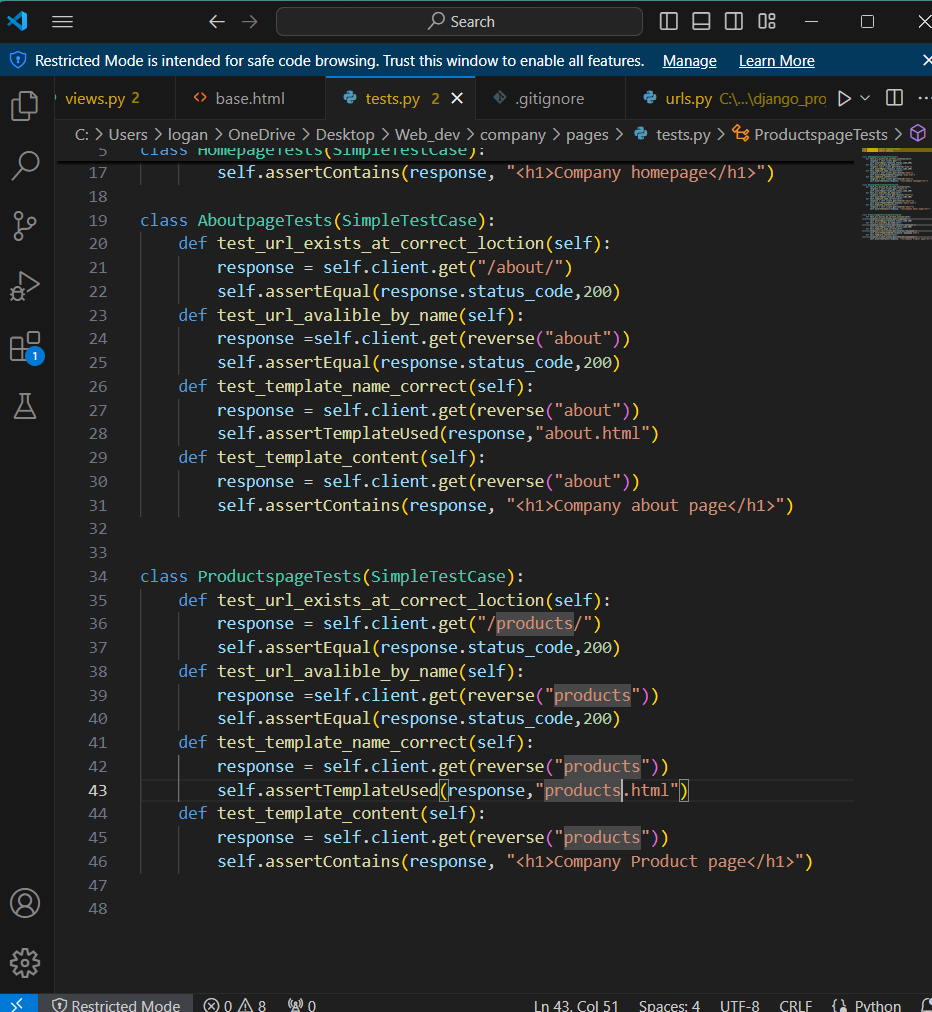 Search
Restricted Mode is intended for safe code browsing. Trust this window to enable all features. Manage Learn More
views.py 2 <> base.html tests.py 2 .gitignore urls.py C:\...\django_pro
C: > Users > logan > OneDrive > Desktop > Web_dev > company > pages > tests.py > ProductspageTests >
5 class HomepageTests(SimpleTestCase):
17 self.assertContains(response, "<h1>Company homepage</h1>")
18
19 class AboutpageTests(SimpleTestCase):
20 def test_url_exists_at_correct_loction(self):
21 response = self.client.get("/about/")
22 self.assertEqual(response.status_code,200)
23 def test_url_avalible_by_name(self):
24 response =self.client.get(reverse("about"))
25 self.assertEqual(response.status_code,200)
26 def test_template_name_correct(self):
27 response = self.client.get(reverse("about"))
28 self.assertTemplateUsed(response,"about.html")
29 def test_template_content(self):
30 response = self.client.get(reverse("about"))
31 self.assertContains(response, "<h1>Company about page</h1>")
32
33
34 class ProductspageTests(SimpleTestCase):
35 def test_url_exists_at_correct_loction(self):
36 response = self.client.get("/products/")
37 self.assertEqual(response.status_code,200)
38 def test_url_avalible_by_name(self):
39 response =self.client.get(reverse("products"))
40 self.assertEqual(response.status_code,200)
41 def test_template_name_correct(self):
42 response = self.client.get(reverse("products"))
43 self.assertTemplateUsed(response,"products.html")
44 def test_template_content(self):
45 response = self.client.get(reverse("products"))
46 self.assertContains(response, "<h1>Company Product page</h1>")
47
48
1
Restricted Mode 0 8 0 Ln 43, Col 51 Spaces: 4 UTF-8 CRLF Python